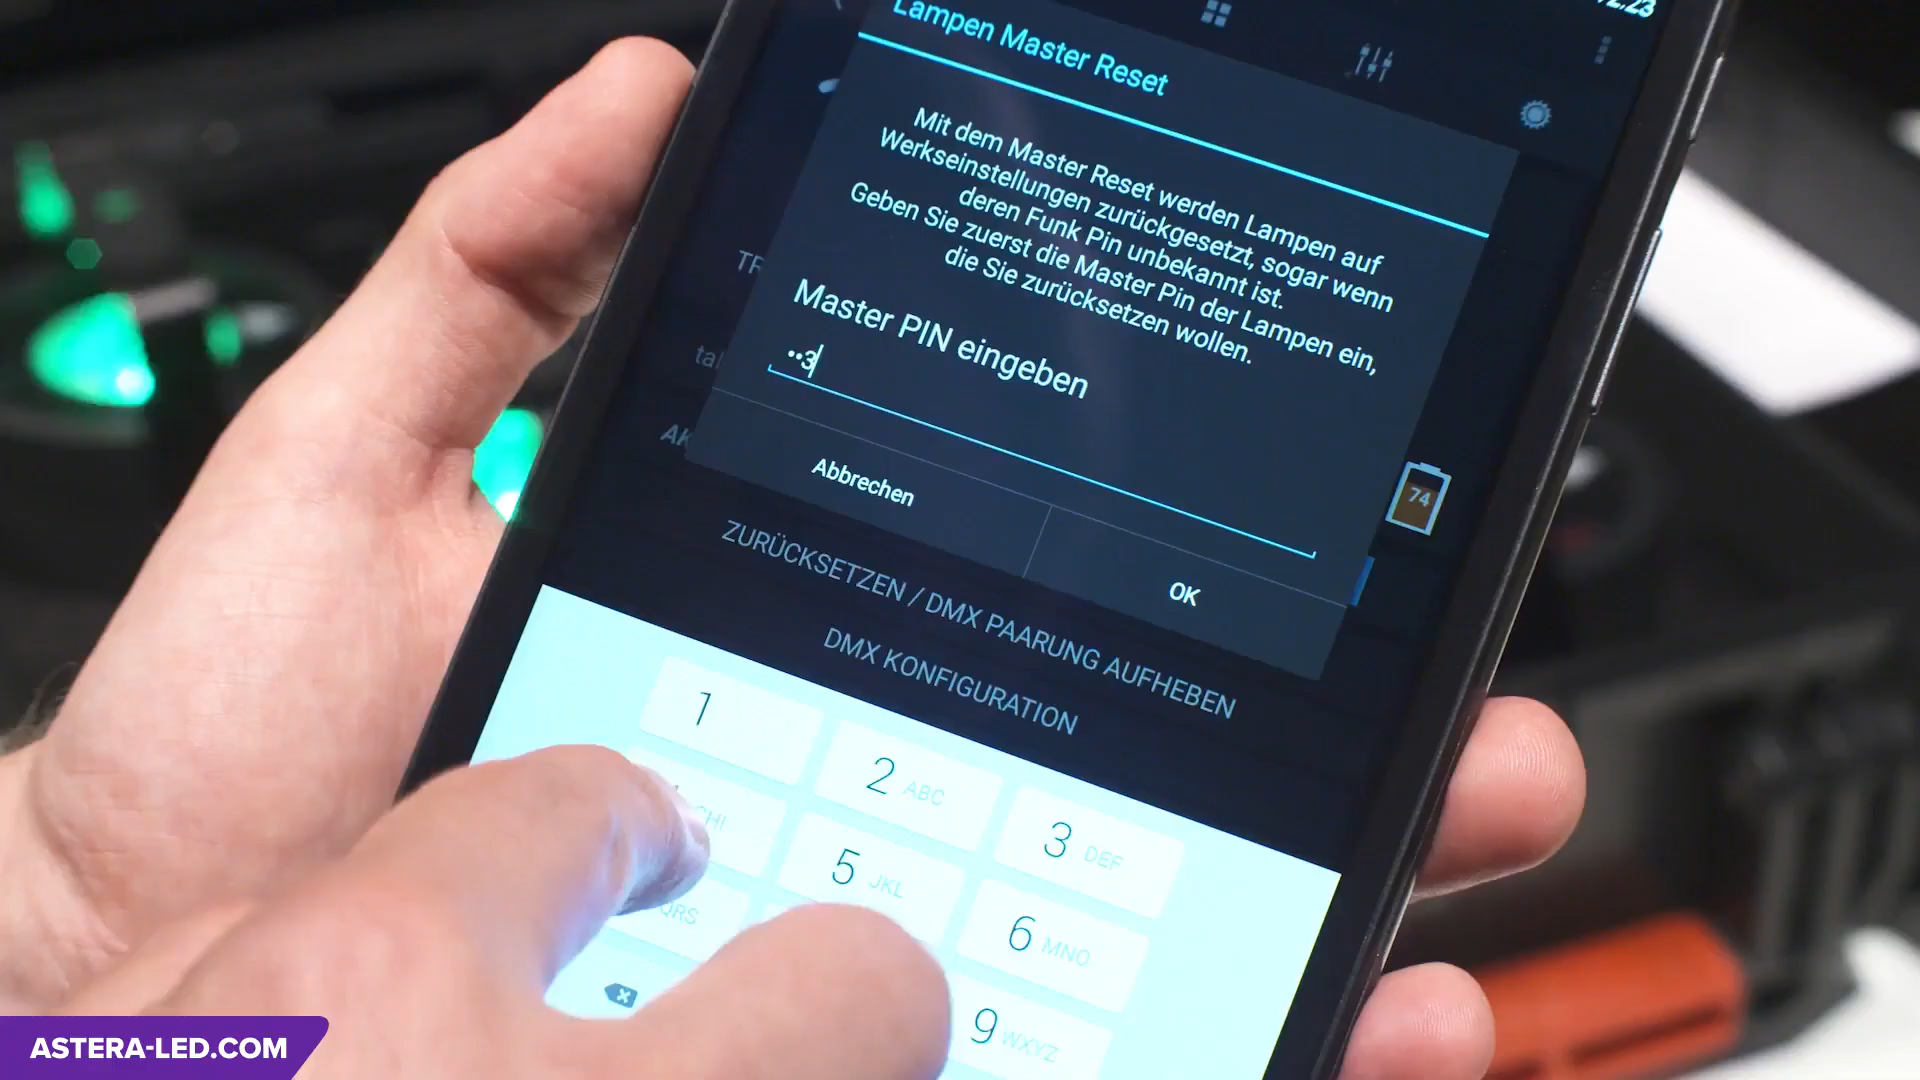 12:23
Lampen Master Reset
Mit dem Master Reset werden Lampen auf
Werkseinstellungen zurückgesetzt, sogar wenn
deren Funk Pin unbekannt ist.
Geben Sie zuerst die Master Pin der Lampen ein,
die Sie zurücksetzen wollen.
Master PIN eingeben
••3
Abbrechen
OK
74
ZURÜCKSETZEN / DMX PAARUNG AUFHEBEN
DMX KONFIGURATION
1
2 ABC
3 DEF
5 JKL
6 MNO
9 WXYZ
ASTERA-LED.COM